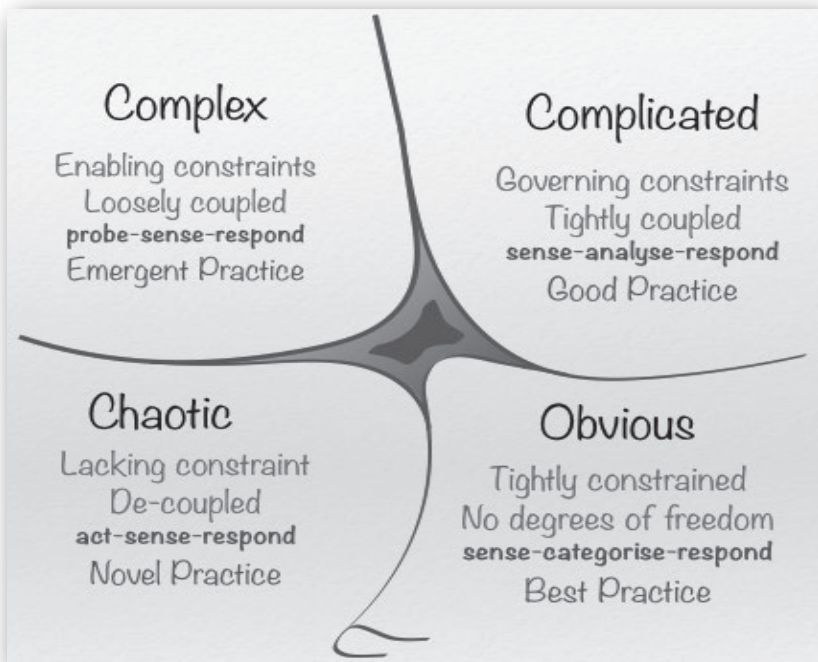 Complex
Enabling constraints
Loosely coupled
probe-sense-respond
Emergent Practice
Complicated
Governing constraints
Tightly coupled
sense-analyse-respond
Good Practice
Chaotic
Lacking constraint
De-coupled
act-sense-respond
Novel Practice
Obvious
Tightly constrained
No degrees of freedom
sense-categorise-respond
Best Practice